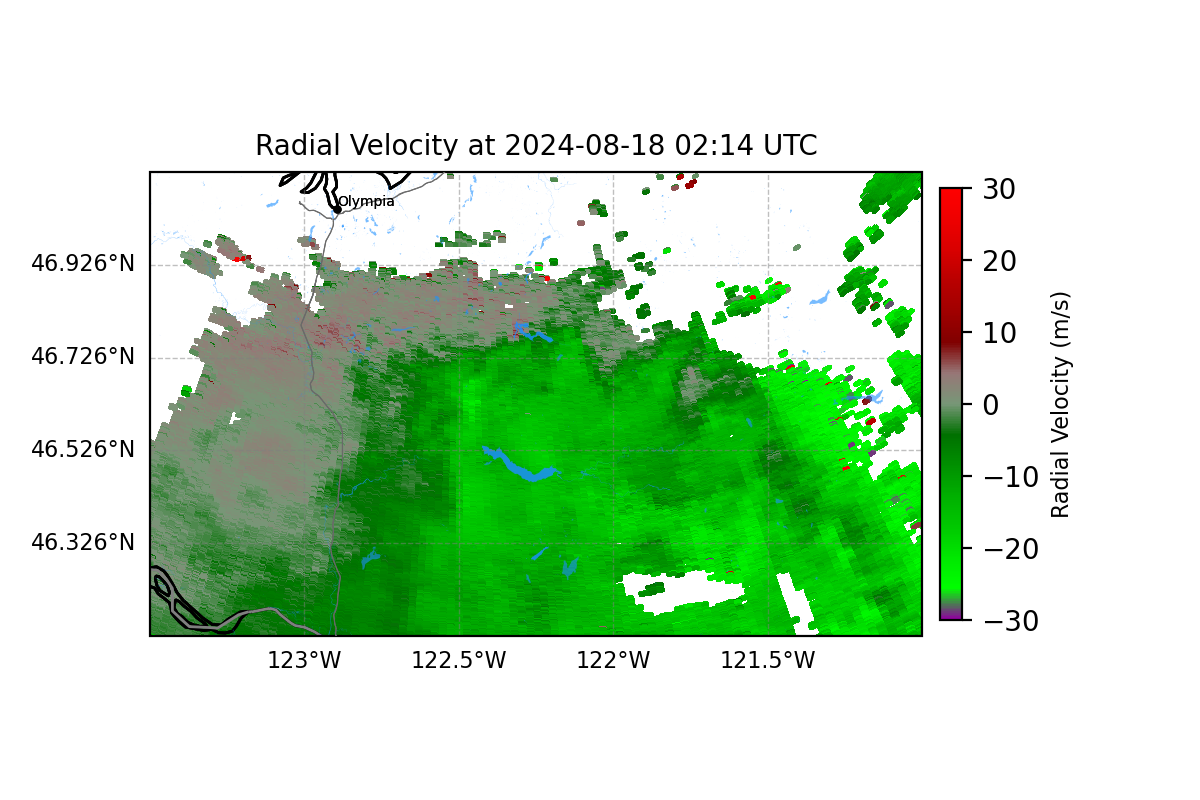 Radial Velocity at 2024-08-18 02:14 UTC
Olympia
46.926°N
46.726°N
46.526°N
46.326°N
123°W
122.5°W
122°W
121.5°W
30
20
10
0
−10
−20
−30
Radial Velocity (m/s)